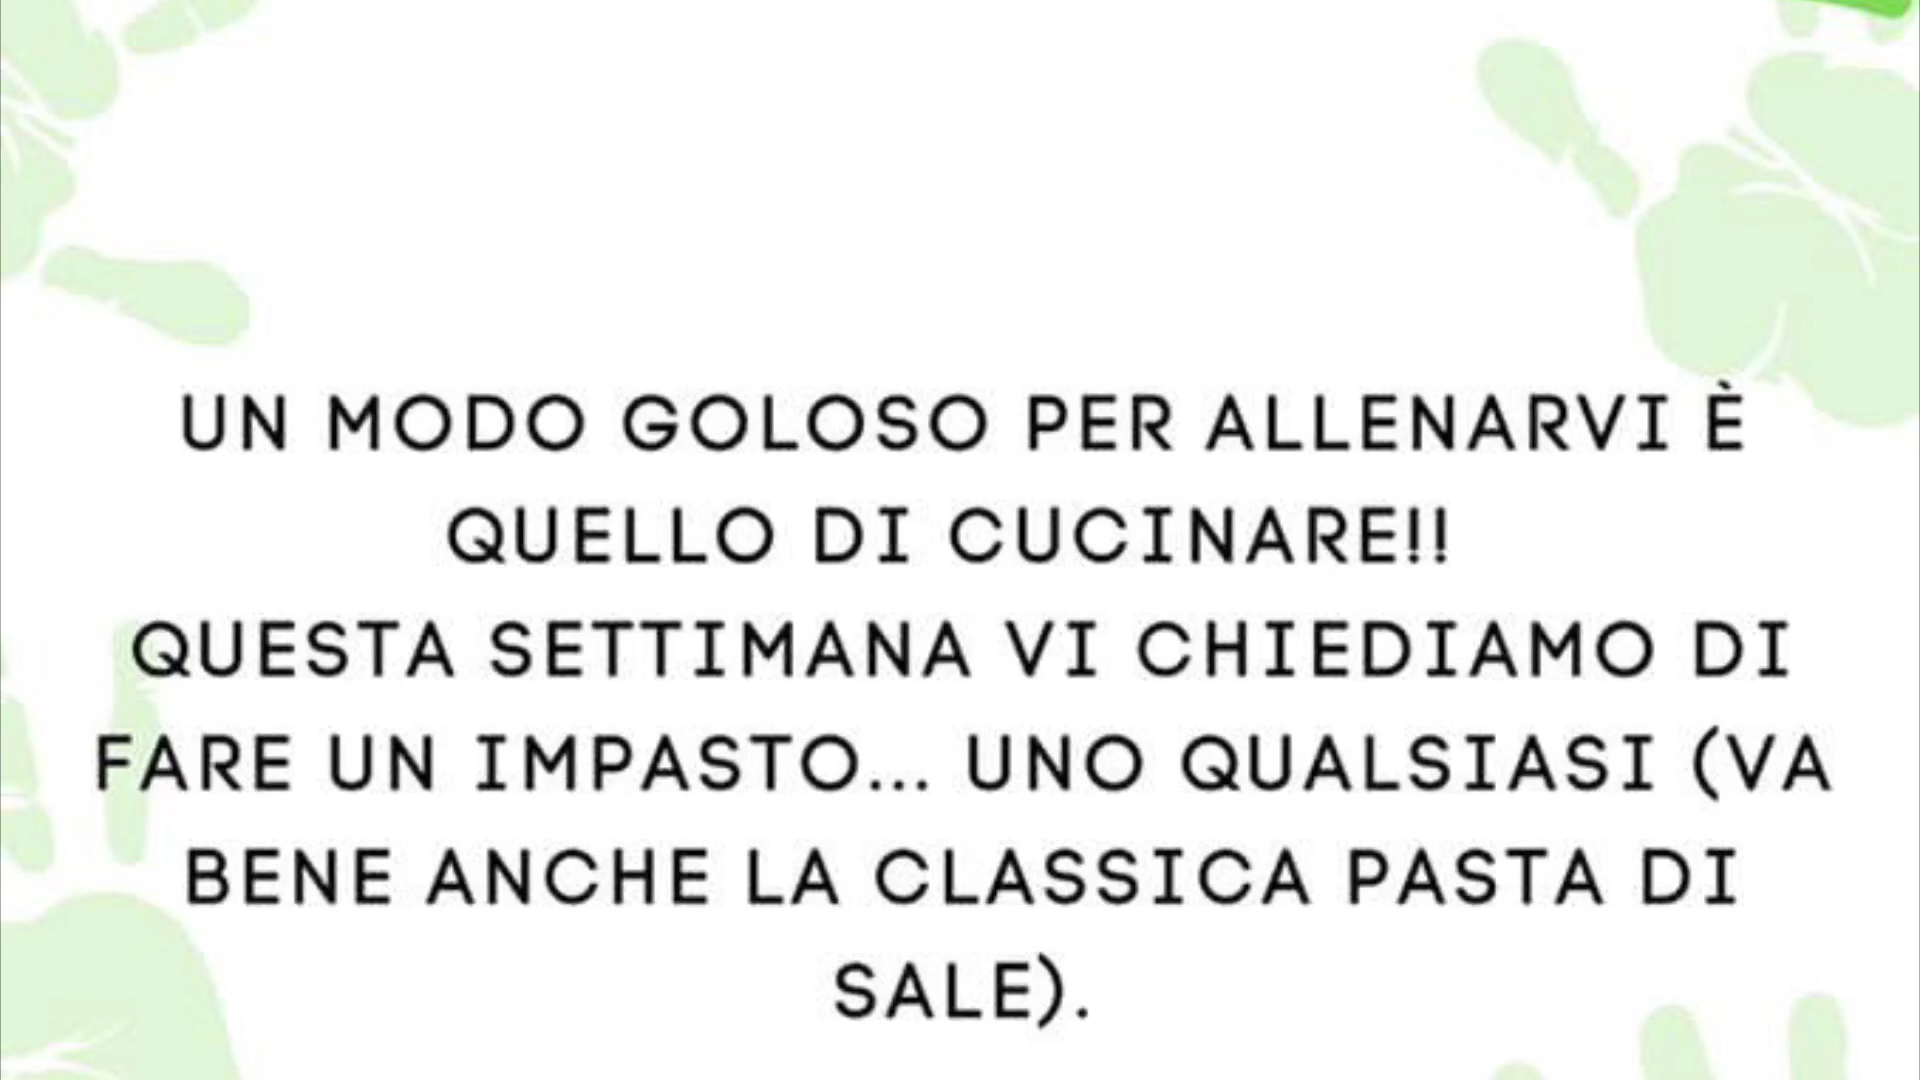 UN MODO GOLOSO PER ALLENARVI È
QUELLO DI CUCINARE!!
QUESTA SETTIMANA VI CHIEDIAMO DI
FARE UN IMPASTO... UNO QUALSIASI (VA
BENE ANCHE LA CLASSICA PASTA DI
SALE).